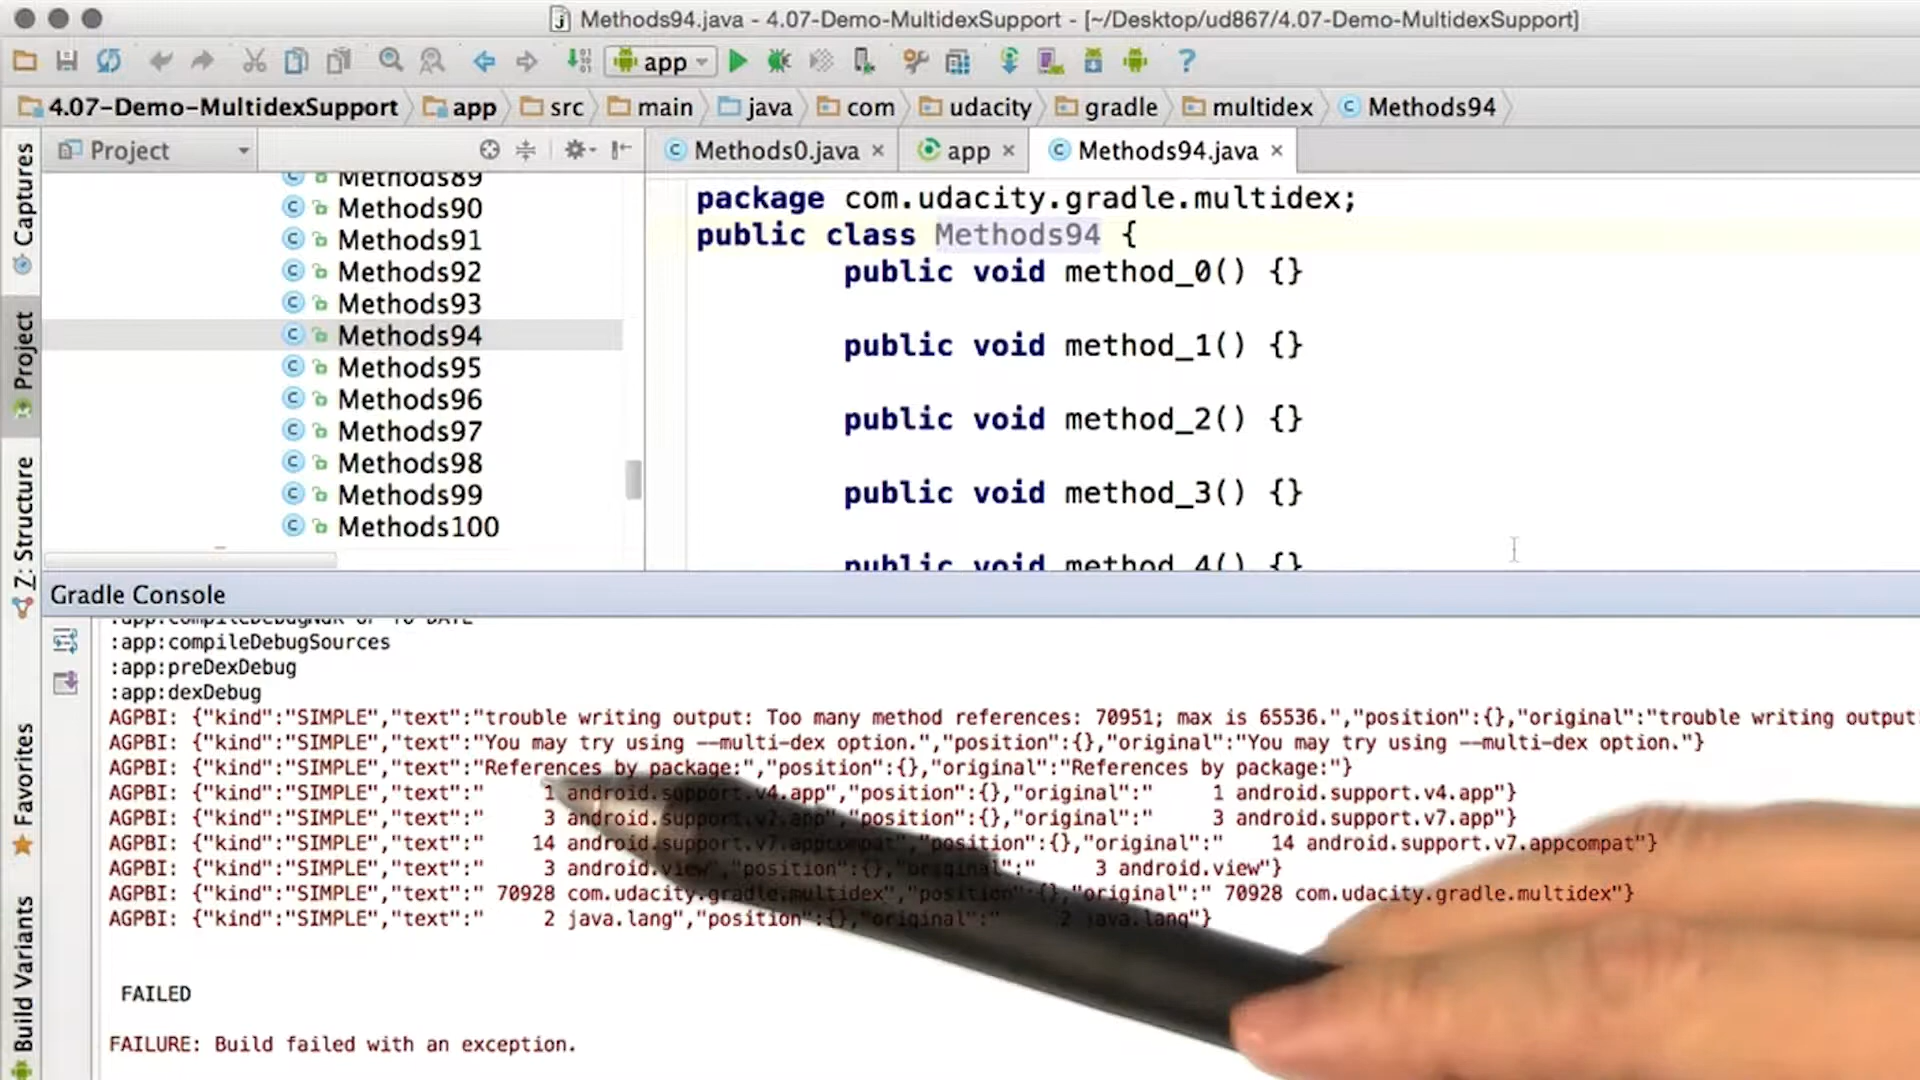 Methods94.java - 4.07-Demo-MultidexSupport - [~/Desktop/ud867/4.07-Demo-MultidexSupport]
app
4.07-Demo-MultidexSupport app src main java com udacity gradle multidex Methods94
Captures
Project
Z: Structure
Favorites
Build Variants
Project
Methods89
Methods90
Methods91
Methods92
Methods93
Methods94
Methods95
Methods96
Methods97
Methods98
Methods99
Methods100
Methods0.java app Methods94.java
package com.udacity.gradle.multidex;
public class Methods94 {
public void method_0() {}
public void method_1() {}
public void method_2() {}
public void method_3() {}
public void method_4() {}
Gradle Console
:app:compileDebugNdk UP-TO-DATE
:app:compileDebugSources
:app:preDexDebug
:app:dexDebug
AGPBI: {"kind":"SIMPLE","text":"trouble writing output: Too many method references: 70951; max is 65536.","position":{},"original":"trouble writing output:
AGPBI: {"kind":"SIMPLE","text":"You may try using --multi-dex option.","position":{},"original":"You may try using --multi-dex option."}
AGPBI: {"kind":"SIMPLE","text":"References by package:","position":{},"original":"References by package:"}
AGPBI: {"kind":"SIMPLE","text":" 1 android.support.v4.app","position":{},"original":" 1 android.support.v4.app"}
AGPBI: {"kind":"SIMPLE","text":" 3 android.support.v7.app","position":{},"original":" 3 android.support.v7.app"}
AGPBI: {"kind":"SIMPLE","text":" 14 android.support.v7.appcompat","position":{},"original":" 14 android.support.v7.appcompat"}
AGPBI: {"kind":"SIMPLE","text":" 3 android.view","position":{},"original":" 3 android.view"}
AGPBI: {"kind":"SIMPLE","text":" 70928 com.udacity.gradle.multidex","position":{},"original":" 70928 com.udacity.gradle.multidex"}
AGPBI: {"kind":"SIMPLE","text":" 2 java.lang","position":{},"original":" 2 java.lang"}
FAILED
FAILURE: Build failed with an exception.